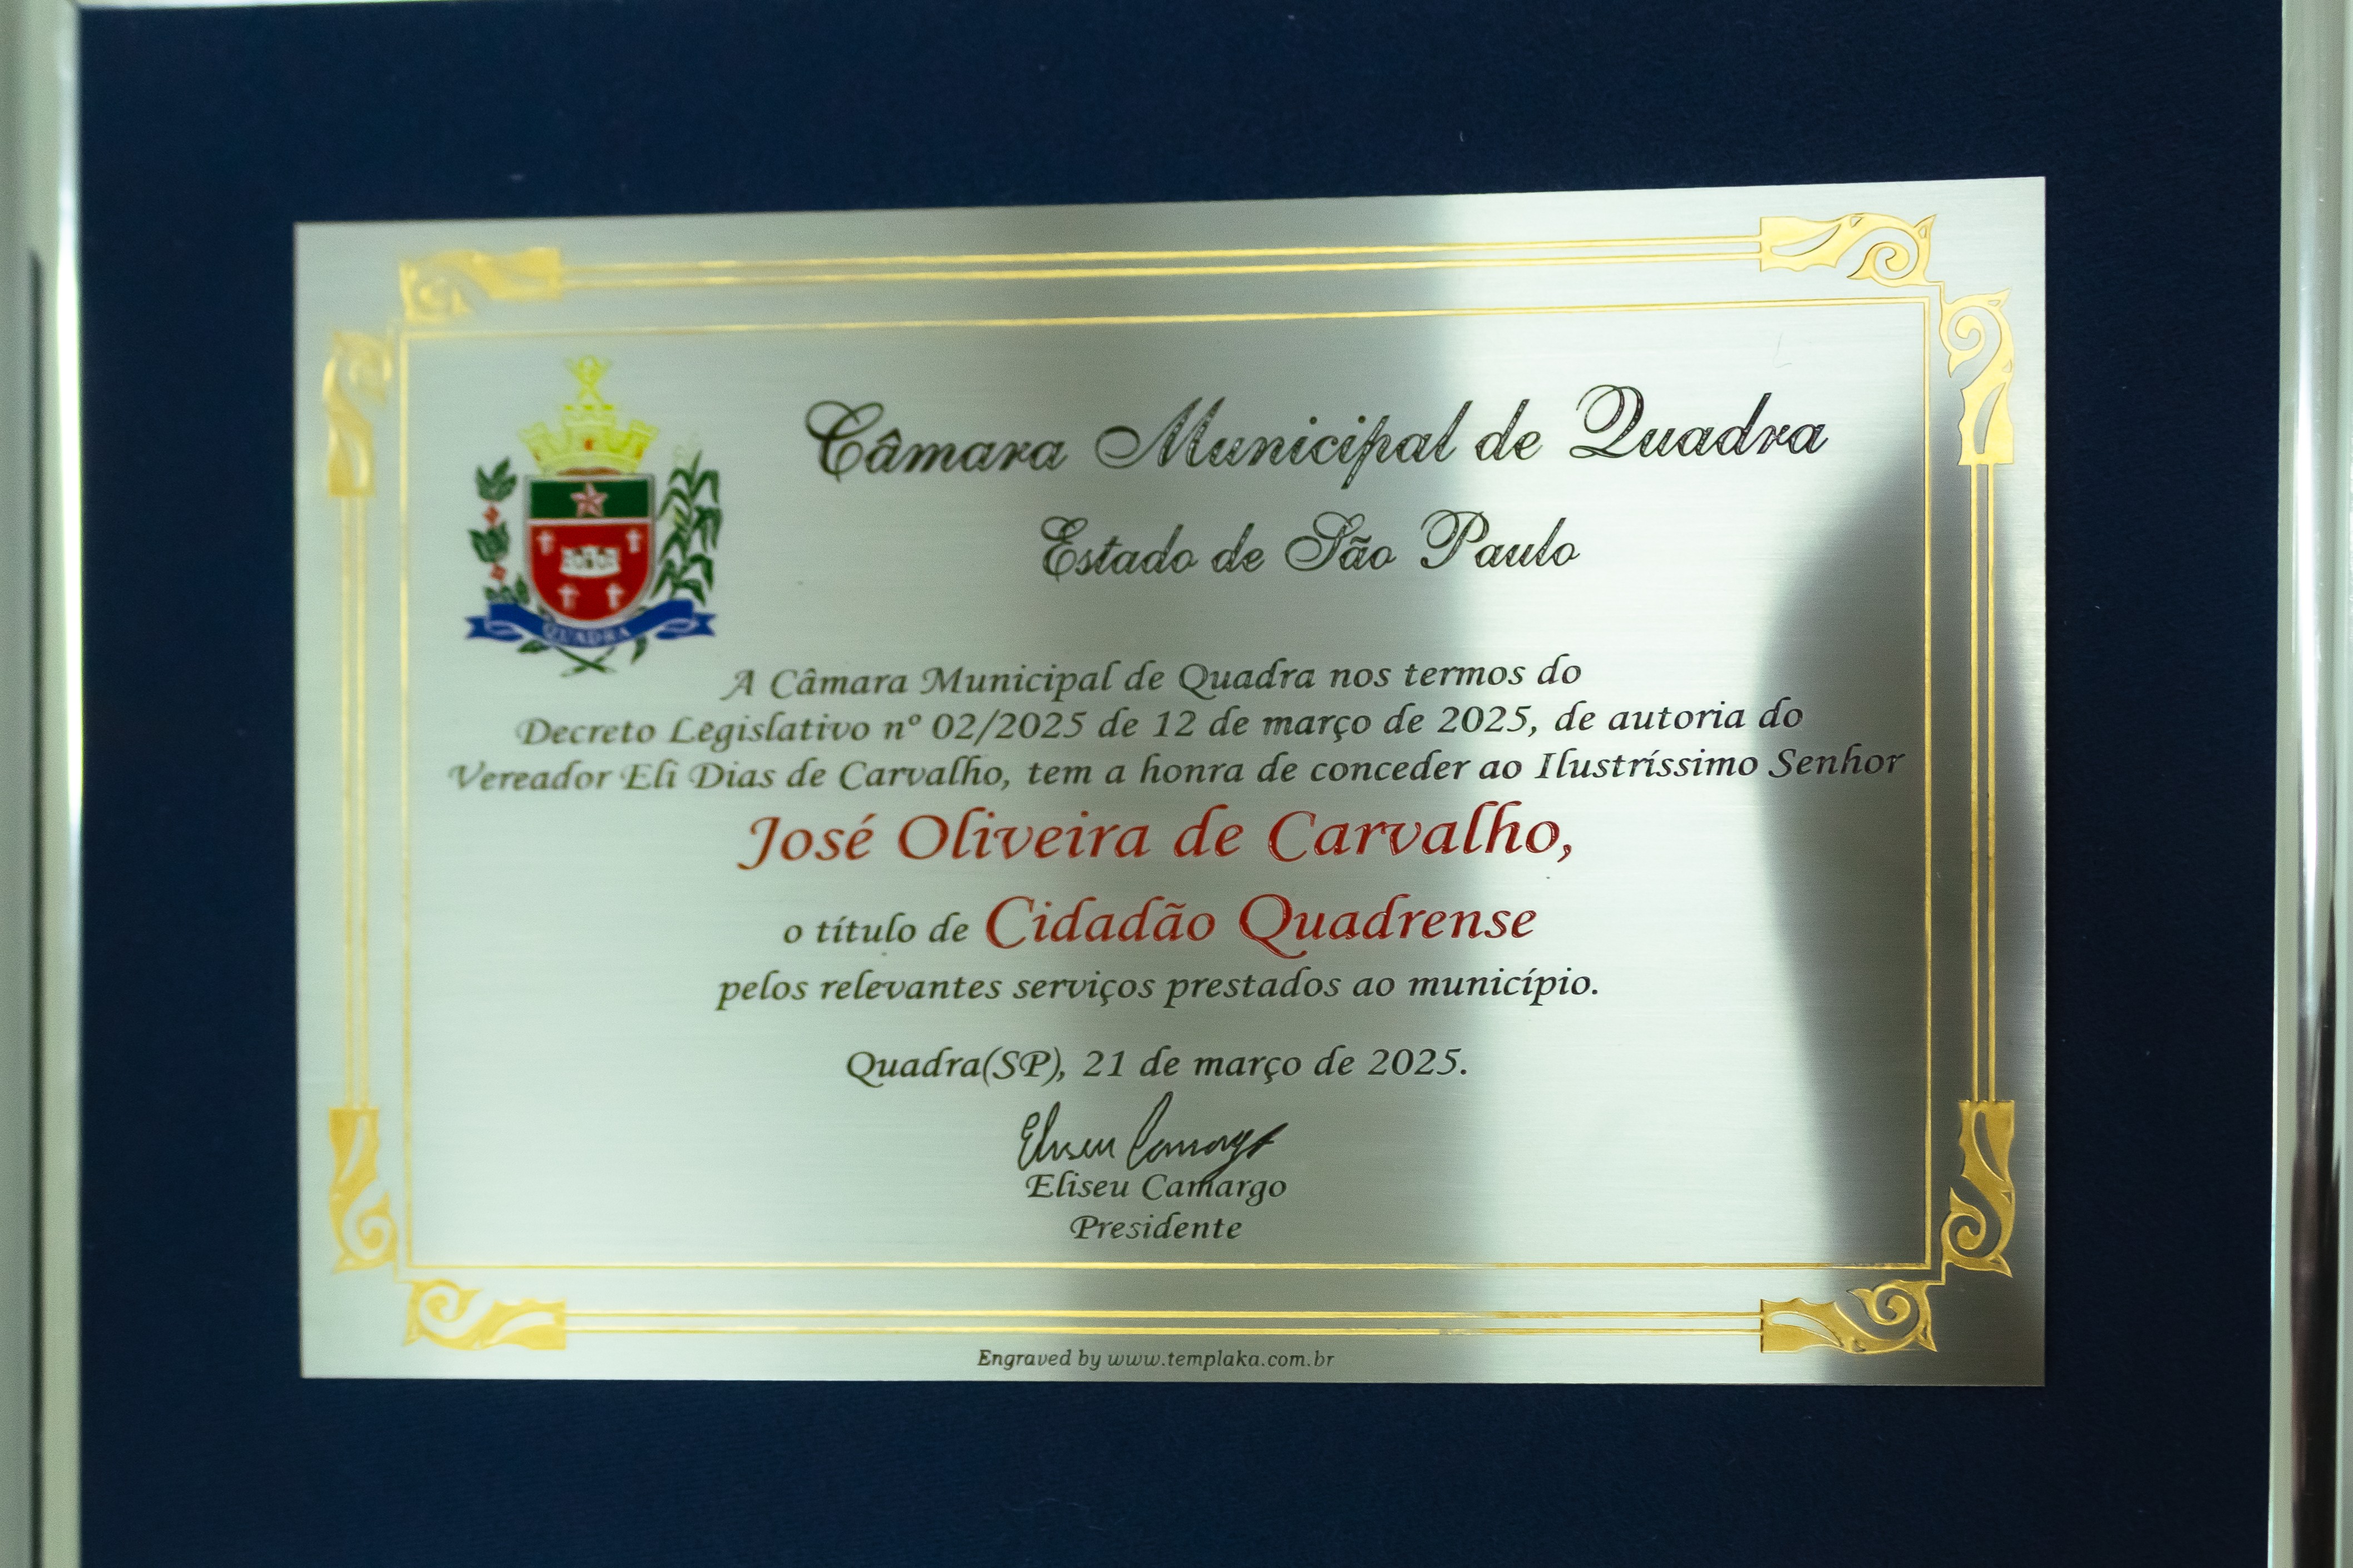 Câmara Municipal de Quadra
Estado de São Paulo
QUADRA
A Câmara Municipal de Quadra nos termos do
Decreto Legislativo nº 02/2025 de 12 de março de 2025, de autoria do
Vereador Eli Dias de Carvalho, tem a honra de conceder ao Ilustríssimo Senhor
José Oliveira de Carvalho,
o título de Cidadão Quadrense
pelos relevantes serviços prestados ao município.
Quadra(SP), 21 de março de 2025.
Eliseu Camargo
Eliseu Camargo
Presidente
Engraved by www.templaka.com.br